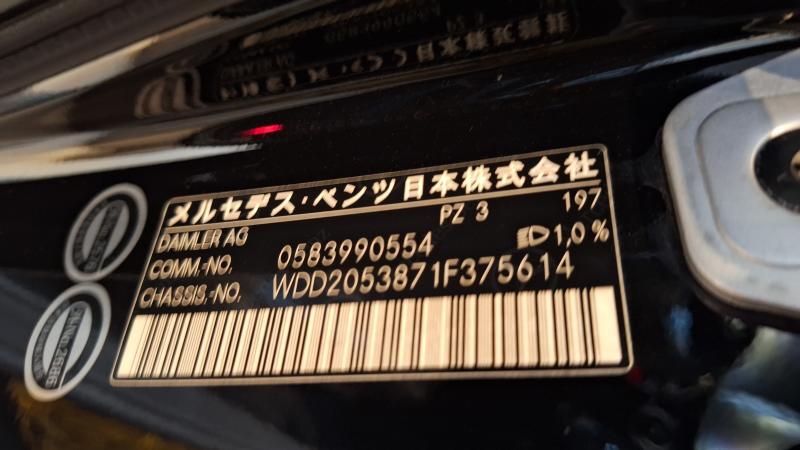 メルセデス・ベンツ日本株式会社
DAIMLER AG PZ 3 197
COMM.-NO. 0583990554 1,0 %
CHASSIS.-NO. WDD2053871F375614